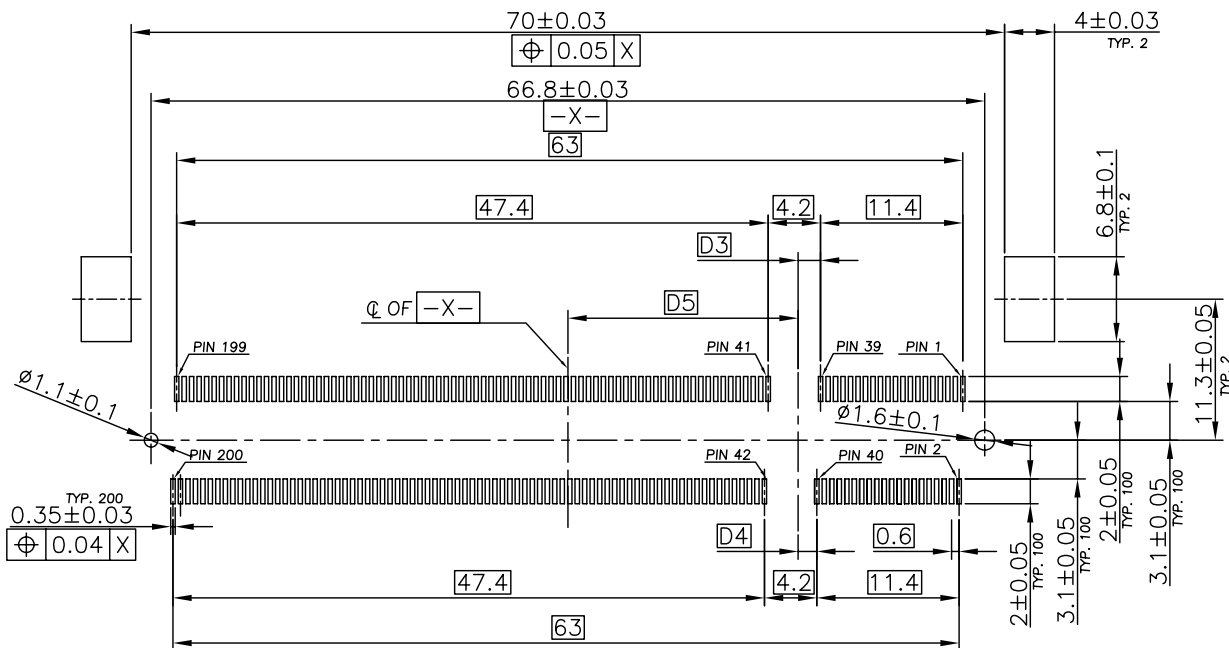 70±0.03
⌖ 0.05 X
4±0.03
TYP. 2
66.8±0.03
-X-
63
47.4
4.2
11.4
6.8±0.1
TYP. 2
D3
℄ OF -X-
D5
11.3±0.05
TYP. 2
PIN 199
PIN 41
PIN 39
PIN 1
Ø1.1±0.1
Ø1.6±0.1
PIN 200
PIN 42
PIN 40
PIN 2
TYP. 200
0.35±0.03
⌖ 0.04 X
D4
0.6
2±0.05
TYP. 100
3.1±0.05
TYP. 100
2±0.05
TYP. 100
3.1±0.05
TYP. 100
47.4
4.2
11.4
63